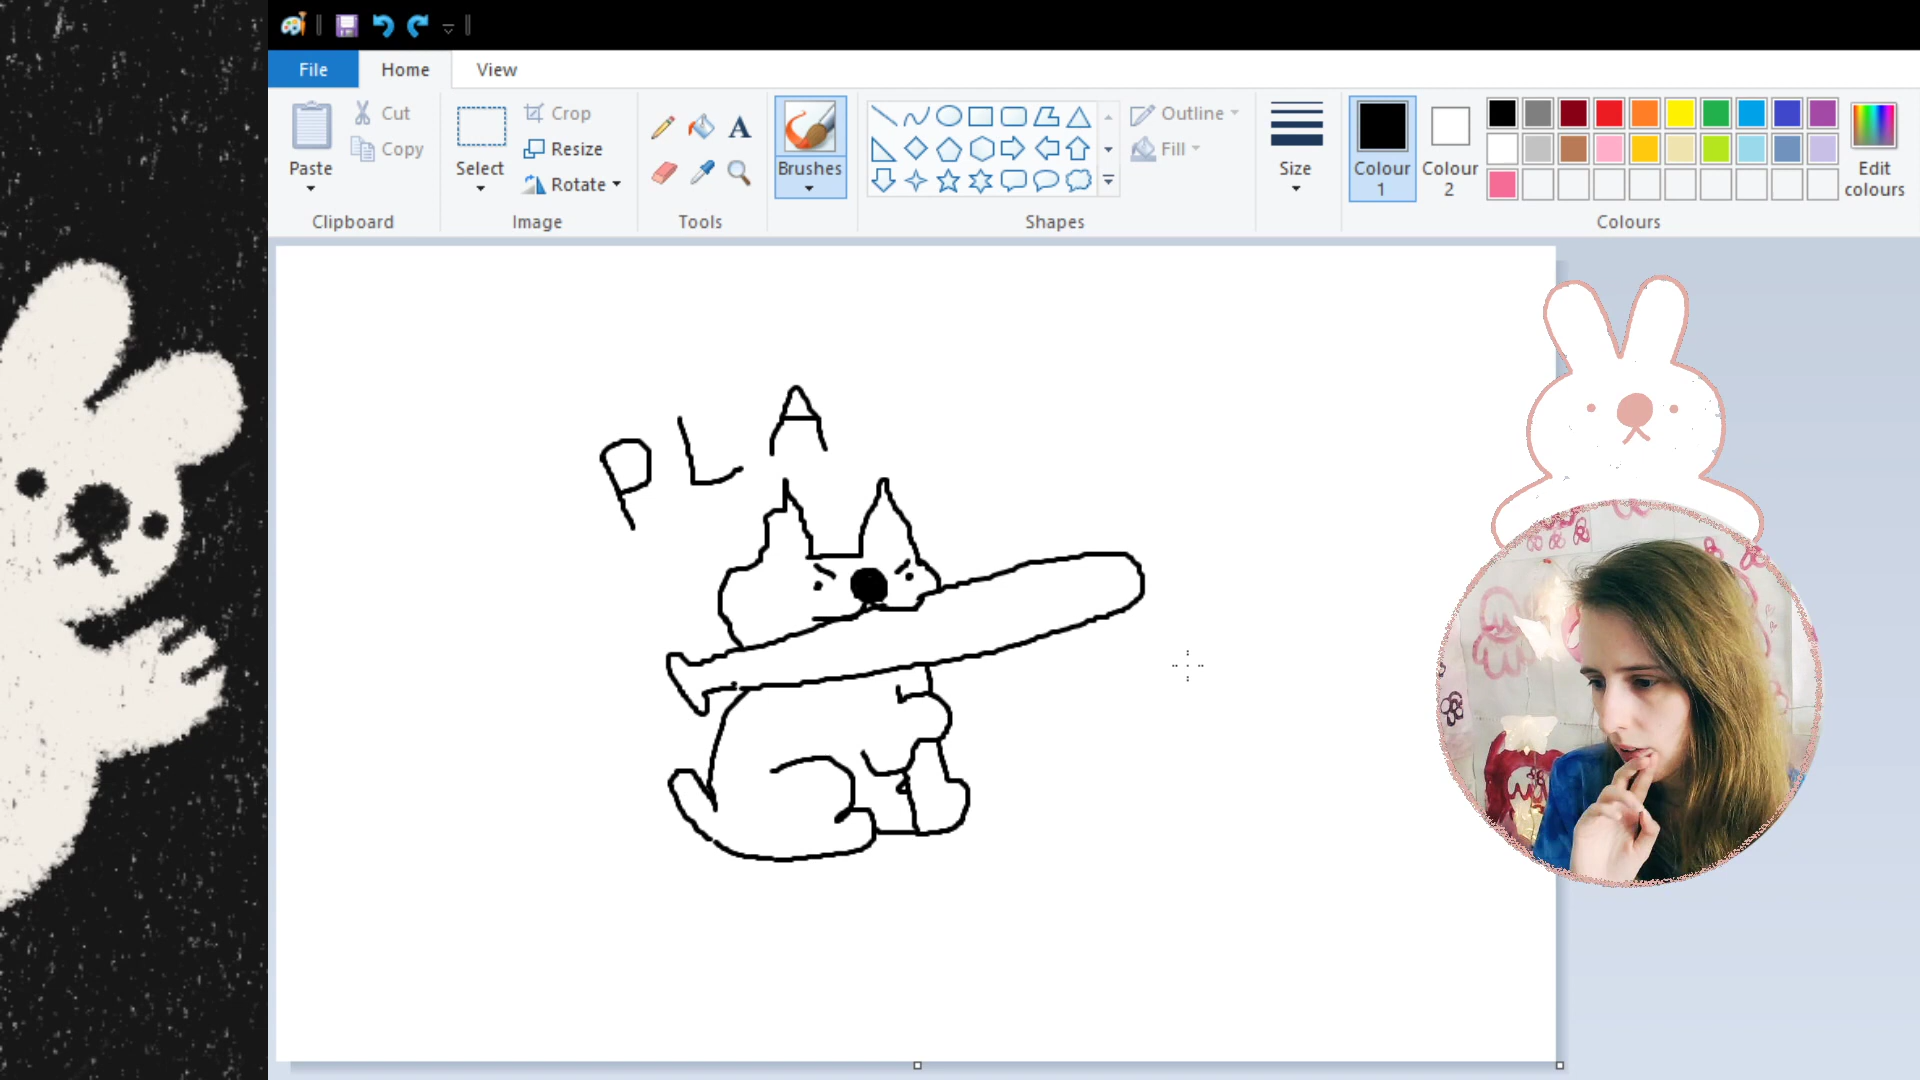 File Home View
Paste Cut Copy Select Crop Resize Rotate Brushes Outline Fill Size Colour 1 Colour 2 Edit colours
Clipboard Image Tools Shapes Colours
PLA